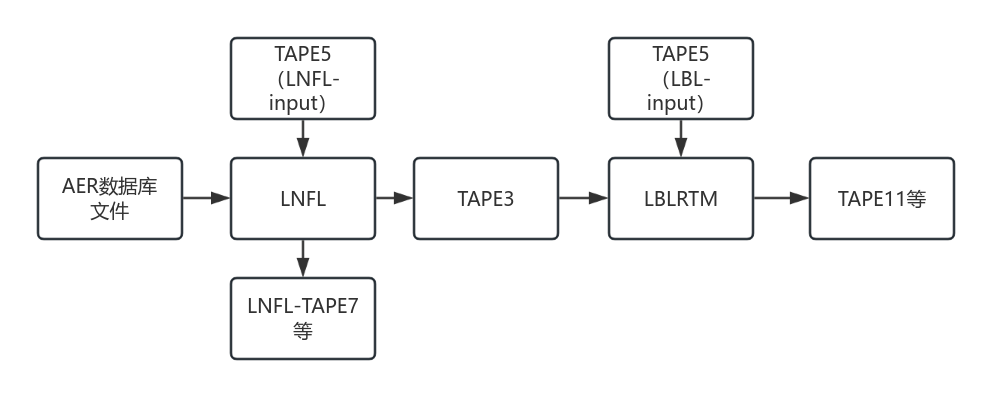 TAPE5
（LNFL-
input）
TAPE5
（LBL-
input）
AER数据库
文件
LNFL
TAPE3
LBLRTM
TAPE11等
LNFL-TAPE7
等